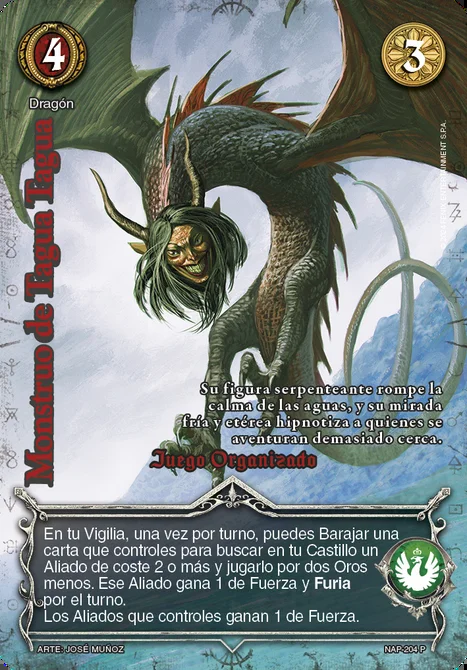 4
3
Dragón
Monstruo de Tagua Tagua
Su figura serpenteante rompe la
calma de las aguas, y su mirada
fría y etérea hipnotiza a quienes se
aventuran demasiado cerca.
Juego Organizado
En tu Vigilia, una vez por turno, puedes Barajar una
carta que controles para buscar en tu Castillo un
Aliado de coste 2 o más y jugarlo por dos Oros
menos. Ese Aliado gana 1 de Fuerza y Furia
por el turno.
Los Aliados que controles ganan 1 de Fuerza.
ARTE: JOSÉ MUÑOZ
NAP-204 P